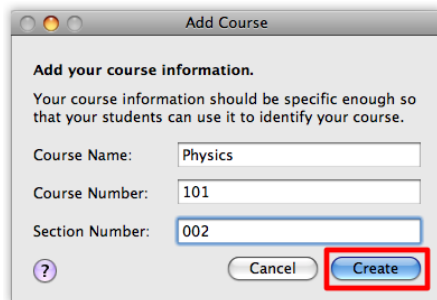 Add Course
Add your course information.
Your course information should be specific enough so
that your students can use it to identify your course.
Course Name: Physics
Course Number: 101
Section Number: 002
? Cancel Create